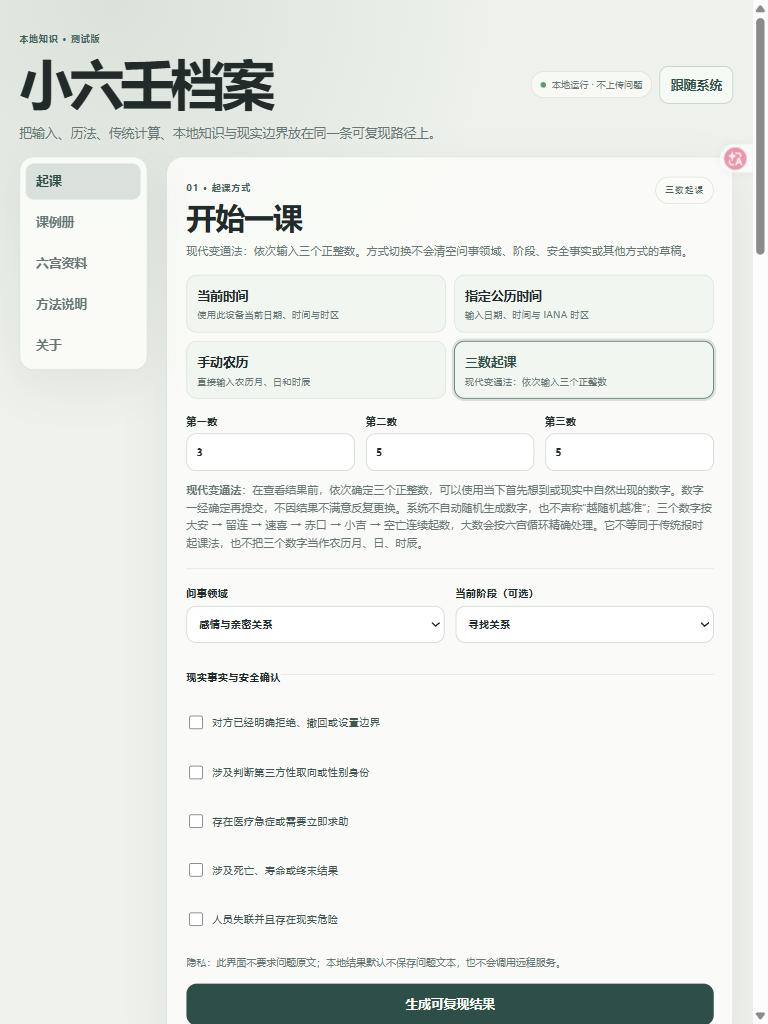 本地知识 • 测试版
小六壬档案
把输入、历法、传统计算、本地知识与现实边界放在同一条可复现路径上。
本地运行 · 不上传问题
跟随系统
起课
课例册
六宫资料
方法说明
关于
01 • 起课方式
开始一课
三数起课
现代变通法：依次输入三个正整数。方式切换不会清空问事领域、阶段、安全事实或其他方式的草稿。
当前时间
使用此设备当前日期、时间与时区
指定公历时间
输入日期、时间与 IANA 时区
手动农历
直接输入农历月、日和时辰
三数起课
现代变通法：依次输入三个正整数
第一数
第二数
第三数
3
5
5
现代变通法：在查看结果前，依次确定三个正整数，可以使用当下首先想到或现实中自然出现的数字。数字
一经确定再提交，不因结果不满意反复更换。系统不自动随机生成数字，也不声称“越随机越准”；三个数字按
大安 → 留连 → 速喜 → 赤口 → 小吉 → 空亡连续起数，大数会按六宫循环精确处理。它不等同于传统报时
起课法，也不把三个数字当作农历月、日、时辰。
问事领域
当前阶段（可选）
感情与亲密关系
寻找关系
现实事实与安全确认
对方已经明确拒绝、撤回或设置边界
涉及判断第三方性取向或性别身份
存在医疗急症或需要立即求助
涉及死亡、寿命或终末结果
人员失联并且存在现实危险
隐私：此界面不要求问题原文；本地结果默认不保存问题文本，也不会调用远程服务。
生成可复现结果